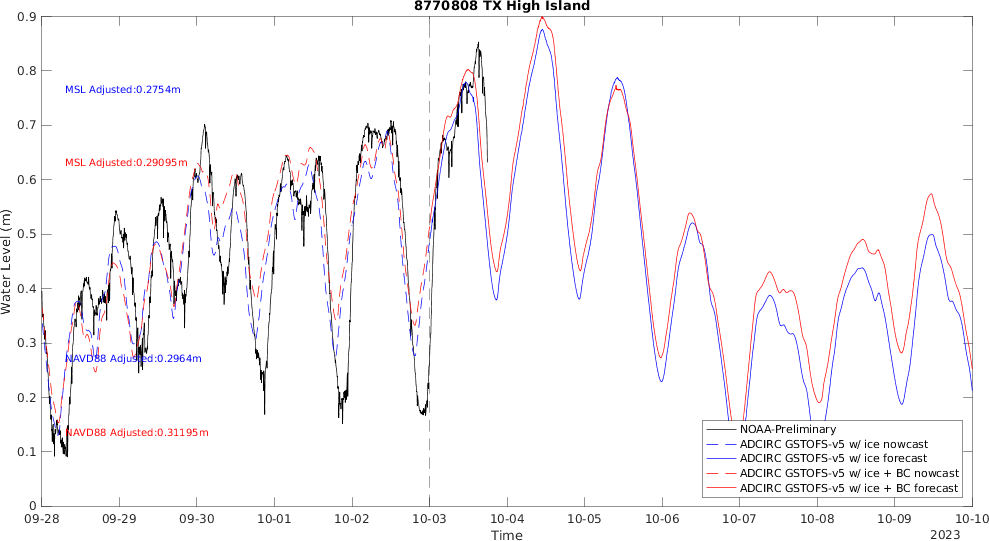 8770808 TX High Island
0.9
0.8
0.7
0.6
0.5
0.4
0.3
0.2
0.1
0
Water Level (m)
MSL Adjusted:0.2754m
MSL Adjusted:0.29095m
NAVD88 Adjusted:0.2964m
NAVD88 Adjusted:0.31195m
NOAA-Preliminary
ADCIRC GSTOFS-v5 w/ ice nowcast
ADCIRC GSTOFS-v5 w/ ice forecast
ADCIRC GSTOFS-v5 w/ ice + BC nowcast
ADCIRC GSTOFS-v5 w/ ice + BC forecast
09-28 09-29 09-30 10-01 10-02 10-03 10-04 10-05 10-06 10-07 10-08 10-09 10-10
Time
2023